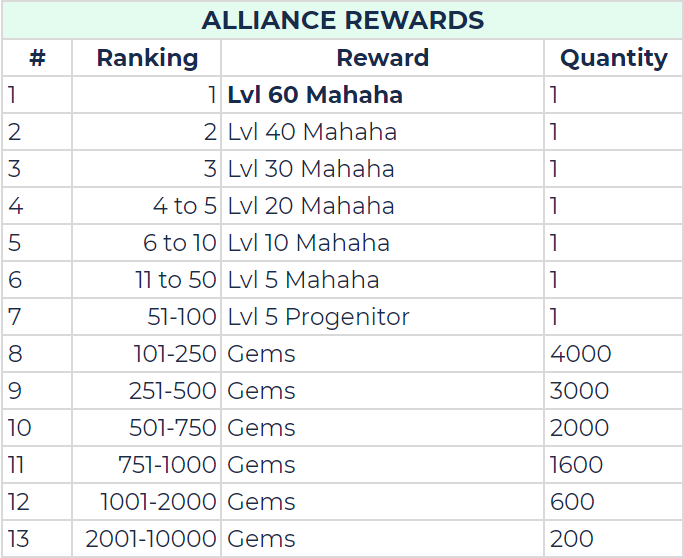 ALLIANCE REWARDS
# Ranking Reward Quantity
1 1 Lvl 60 Mahaha 1
2 2 Lvl 40 Mahaha 1
3 3 Lvl 30 Mahaha 1
4 4 to 5 Lvl 20 Mahaha 1
5 6 to 10 Lvl 10 Mahaha 1
6 11 to 50 Lvl 5 Mahaha 1
7 51-100 Lvl 5 Progenitor 1
8 101-250 Gems 4000
9 251-500 Gems 3000
10 501-750 Gems 2000
11 751-1000 Gems 1600
12 1001-2000 Gems 600
13 2001-10000 Gems 200